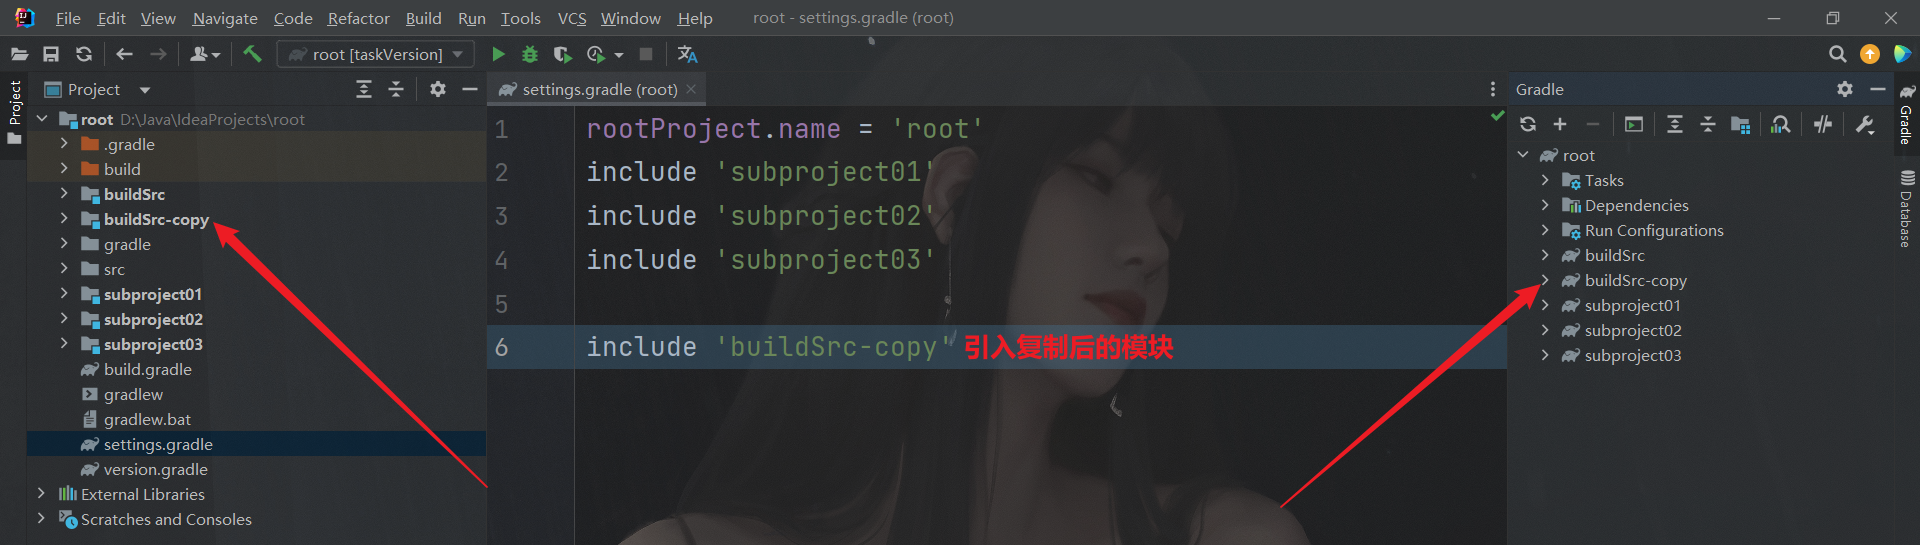 File Edit View Navigate Code Refactor Build Run Tools VCS Window Help root - settings.gradle (root)
root [taskVersion]
Project
Project
root D:\Java\IdeaProjects\root
.gradle
build
buildSrc
buildSrc-copy
gradle
src
subproject01
subproject02
subproject03
build.gradle
gradlew
gradlew.bat
settings.gradle
version.gradle
External Libraries
Scratches and Consoles
settings.gradle (root)
1 rootProject.name = 'root'
2 include 'subproject01'
3 include 'subproject02'
4 include 'subproject03'
5
6 include 'buildSrc-copy' 引入复制后的模块
Gradle
root
Tasks
Dependencies
Run Configurations
buildSrc
buildSrc-copy
subproject01
subproject02
subproject03
Gradle
Database